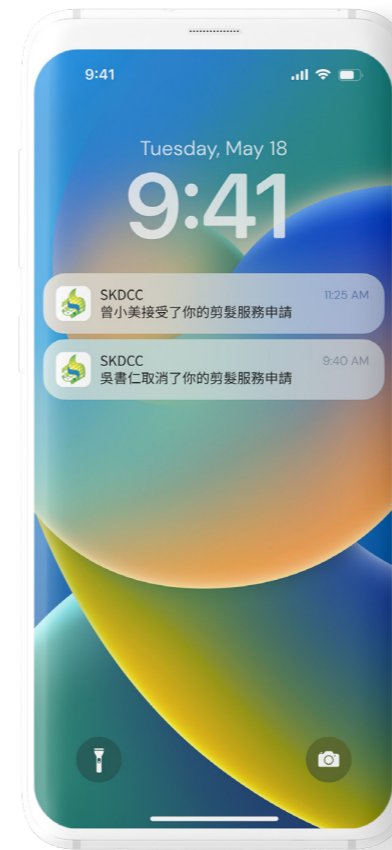 9:41
Tuesday, May 18
9:41
SKDCC 11:25 AM
曾小美接受了你的剪髮服務申請
SKDCC 9:40 AM
吳書仁取消了你的剪髮服務申請